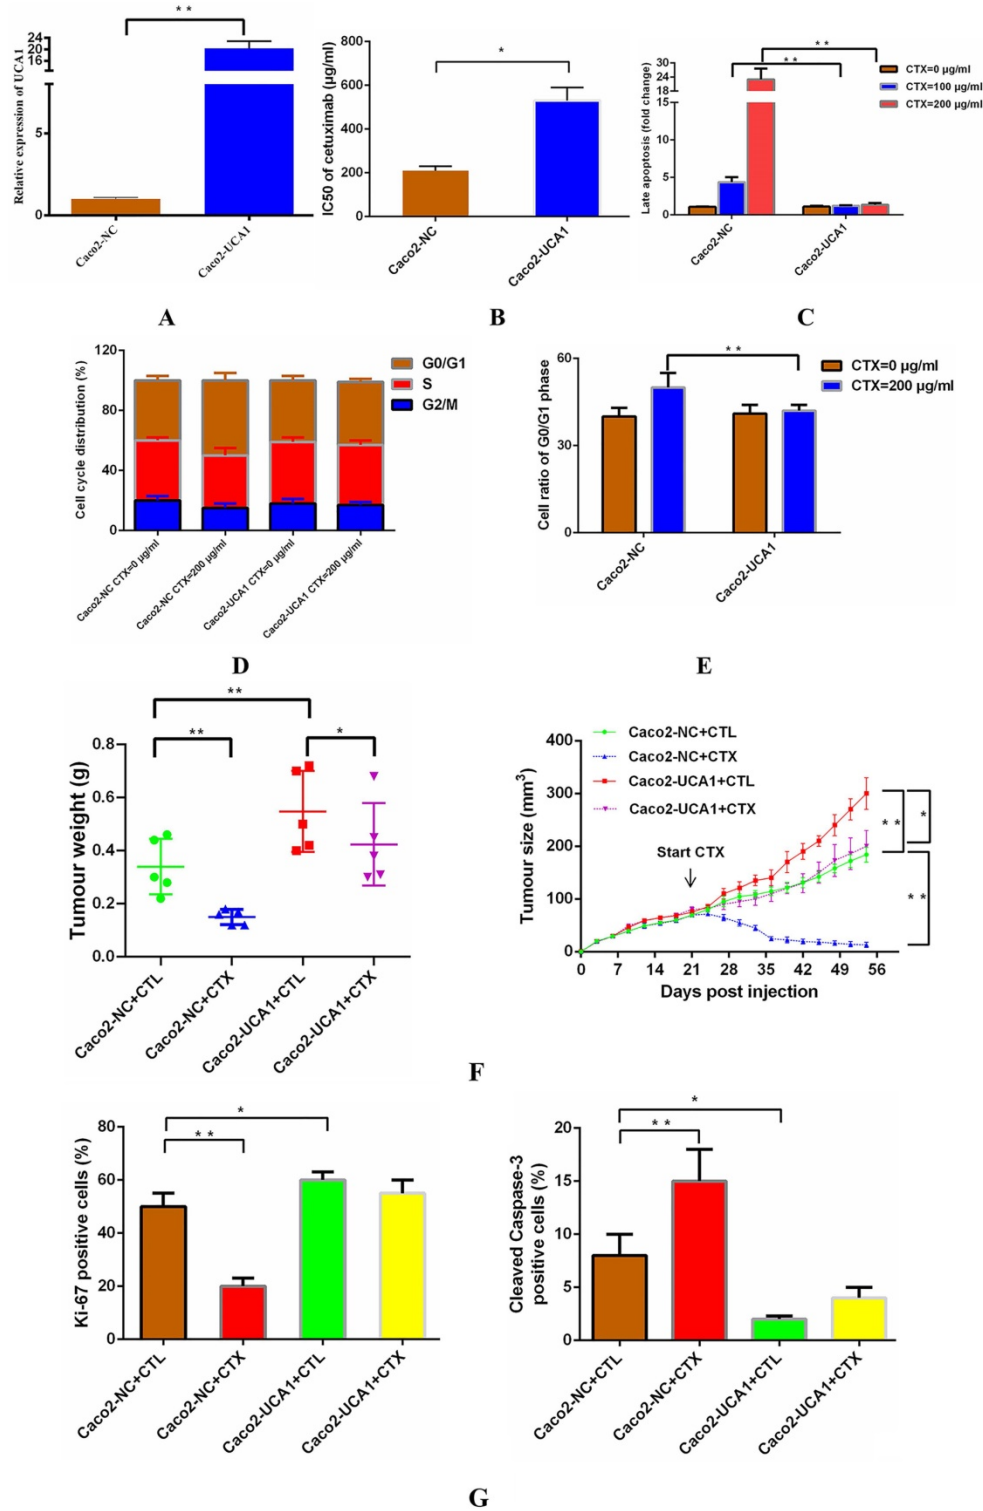 **
Relative expression of UCA1
24
20
16
5
0
Caco2-NC
Caco2-UCA1
A
*
IC50 of cetuximab (µg/ml)
800
600
400
200
0
Caco2-NC
Caco2-UCA1
B
**
**
Late apoptosis (fold change)
30
24
18
15
10
5
0
CTX=0 µg/ml
CTX=100 µg/ml
CTX=200 µg/ml
Caco2-NC
Caco2-UCA1
C
Cell cycle distribution (%)
120
80
40
0
G0/G1
S
G2/M
Caco2-NC CTX=0 µg/ml
Caco2-NC CTX=200 µg/ml
Caco2-UCA1 CTX=0 µg/ml
Caco2-UCA1 CTX=200 µg/ml
D
**
Cell ratio of G0/G1 phase
60
30
0
CTX=0 µg/ml
CTX=200 µg/ml
Caco2-NC
Caco2-UCA1
E
**
**
*
Tumour weight (g)
0.8
0.6
0.4
0.2
0.0
Caco2-NC+CTL
Caco2-NC+CTX
Caco2-UCA1+CTL
Caco2-UCA1+CTX
Tumour size (mm³)
400
300
200
100
0
Caco2-NC+CTL
Caco2-NC+CTX
Caco2-UCA1+CTL
Caco2-UCA1+CTX
Start CTX
**
*
**
0 7 14 21 28 35 42 49 56
Days post injection
F
*
**
Ki-67 positive cells (%)
80
60
40
20
0
Caco2-NC+CTL
Caco2-NC+CTX
Caco2-UCA1+CTL
Caco2-UCA1+CTX
*
**
Cleaved Caspase-3
positive cells (%)
20
15
10
5
0
Caco2-NC+CTL
Caco2-NC+CTX
Caco2-UCA1+CTL
Caco2-UCA1+CTX
G